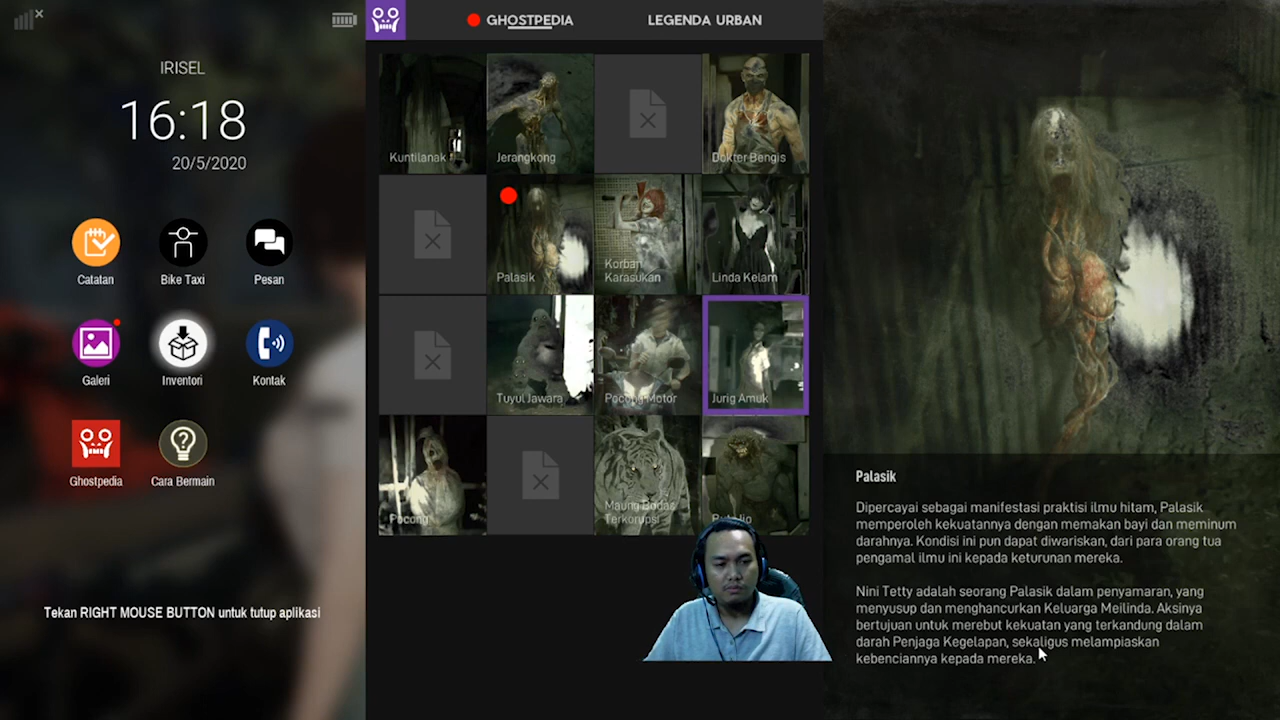 IRISEL
16:18
20/5/2020
Catatan
Bike Taxi
Pesan
Galeri
Inventori
Kontak
Ghostpedia
Cara Bermain
Tekan RIGHT MOUSE BUTTON untuk tutup aplikasi
GHOSTPEDIA
LEGENDA URBAN
Kuntilanak
Jerangkong
Dokter Bengis
Palasik
Korban
Karasukan
Linda Kelam
Tuyul Jawara
Pocong Motor
Jurig Amuk
Pocong
Maung Bodas
Terkorupsi
Palasik
Dipercayai sebagai manifestasi praktisi ilmu hitam, Palasik
memperoleh kekuatannya dengan memakan bayi dan meminum
darahnya. Kondisi ini pun dapat diwariskan, dari para orang tua
pengamal ilmu ini kepada keturunan mereka.
Nini Tetty adalah seorang Palasik dalam penyamaran, yang
menyusup dan menghancurkan Keluarga Meilinda. Aksinya
bertujuan untuk merebut kekuatan yang terkandung dalam
darah Penjaga Kegelapan, sekaligus melampiaskan
kebenciannya kepada mereka.